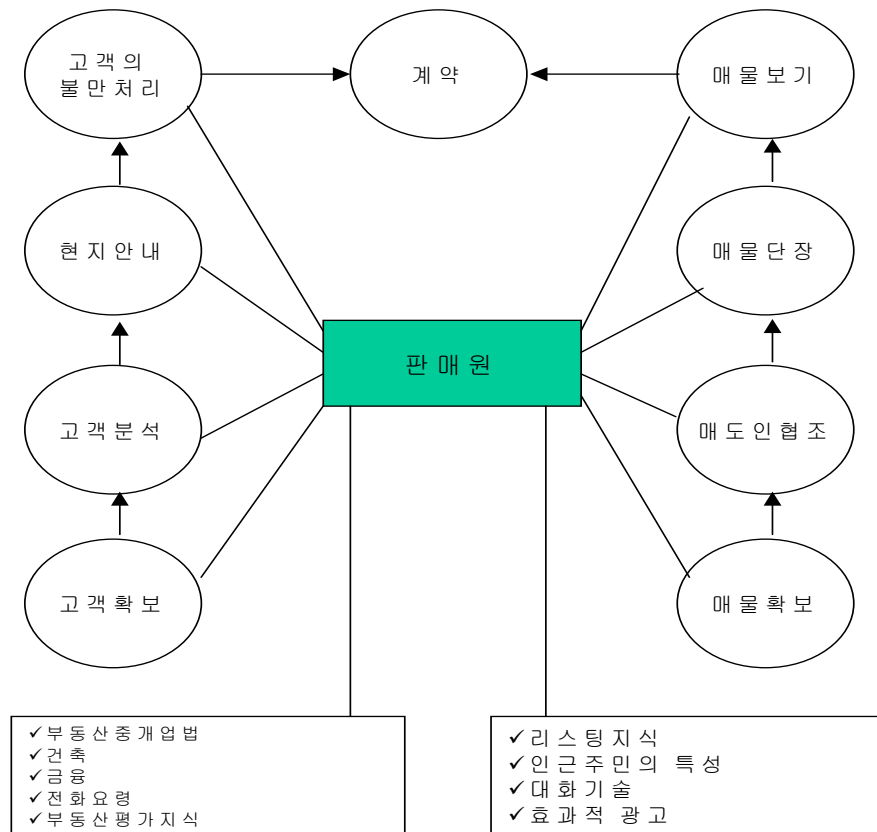 고객의
불만처리
계약
매물보기
현지안내
매물단장
판매원
고객분석
매도인협조
고객확보
매물확보
✓부동산중개업법
✓건축
✓금융
✓전화요령
✓부동산평가지식
✓리스팅지식
✓인근주민의 특성
✓대화기술
✓효과적 광고